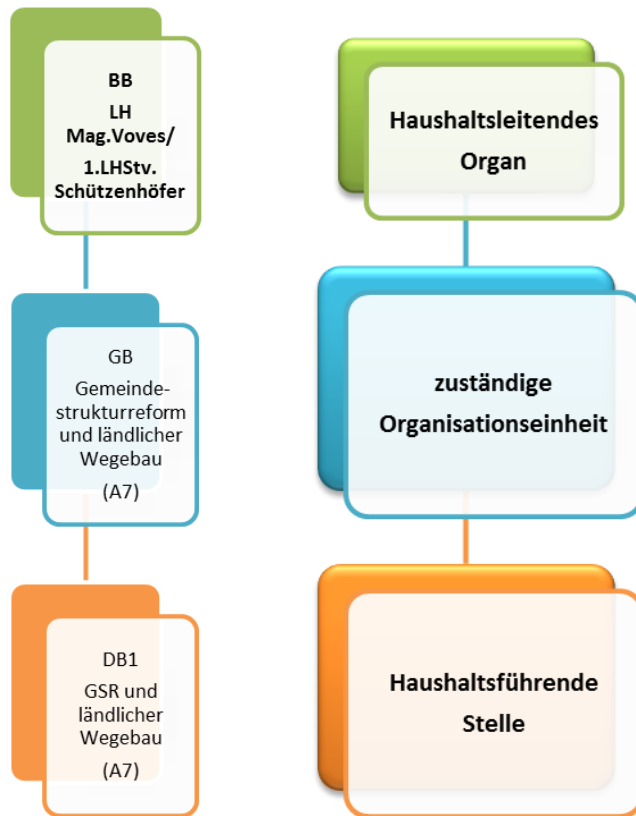 BB
LH
Mag.Voves/
1.LHStv.
Schützenhöfer
Haushaltsleitendes
Organ
GB
Gemeinde-
strukturreform
und ländlicher
Wegebau
(A7)
zuständige
Organisationseinheit
DB1
GSR und
ländlicher
Wegebau
(A7)
Haushaltsführende
Stelle